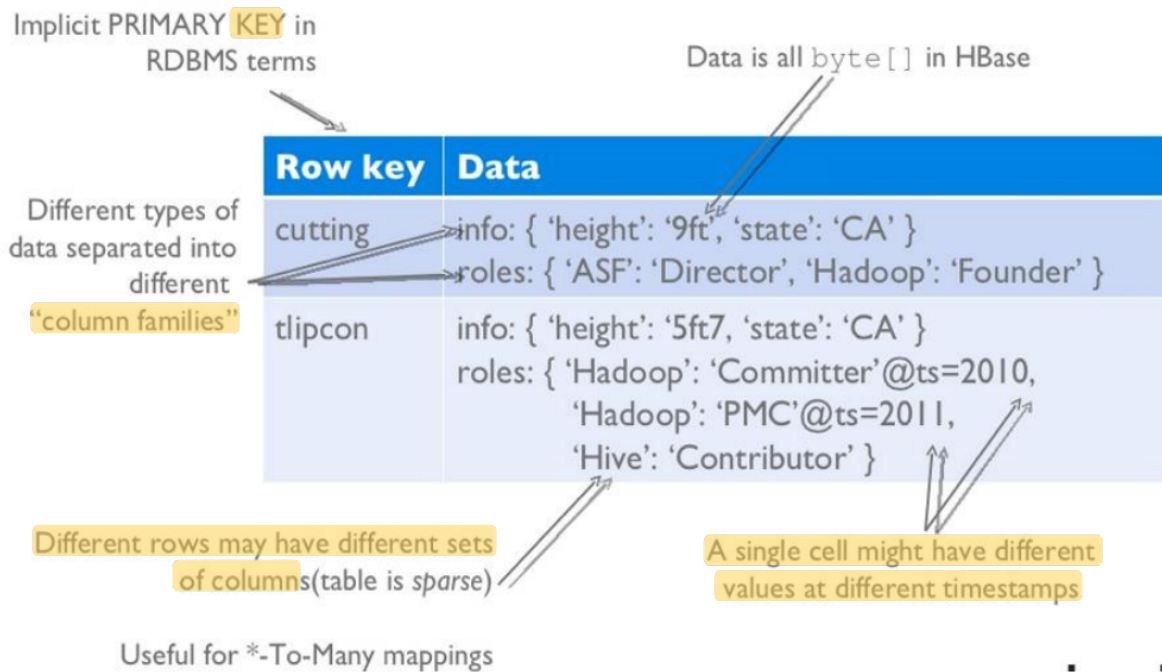 Implicit PRIMARY KEY in
RDBMS terms
Data is all byte[] in HBase
Row key Data
Different types of
data separated into
different
“column families”
cutting
info: { ‘height’: ‘9ft’, ‘state’: ‘CA’ }
roles: { ‘ASF’: ‘Director’, ‘Hadoop’: ‘Founder’ }
tlipcon
info: { ‘height’: ‘5ft7, ‘state’: ‘CA’ }
roles: { ‘Hadoop’: ‘Committer’@ts=2010,
‘Hadoop’: ‘PMC’@ts=2011,
‘Hive’: ‘Contributor’ }
Different rows may have different sets
of columns(table is sparse)
A single cell might have different
values at different timestamps
Useful for *-To-Many mappings